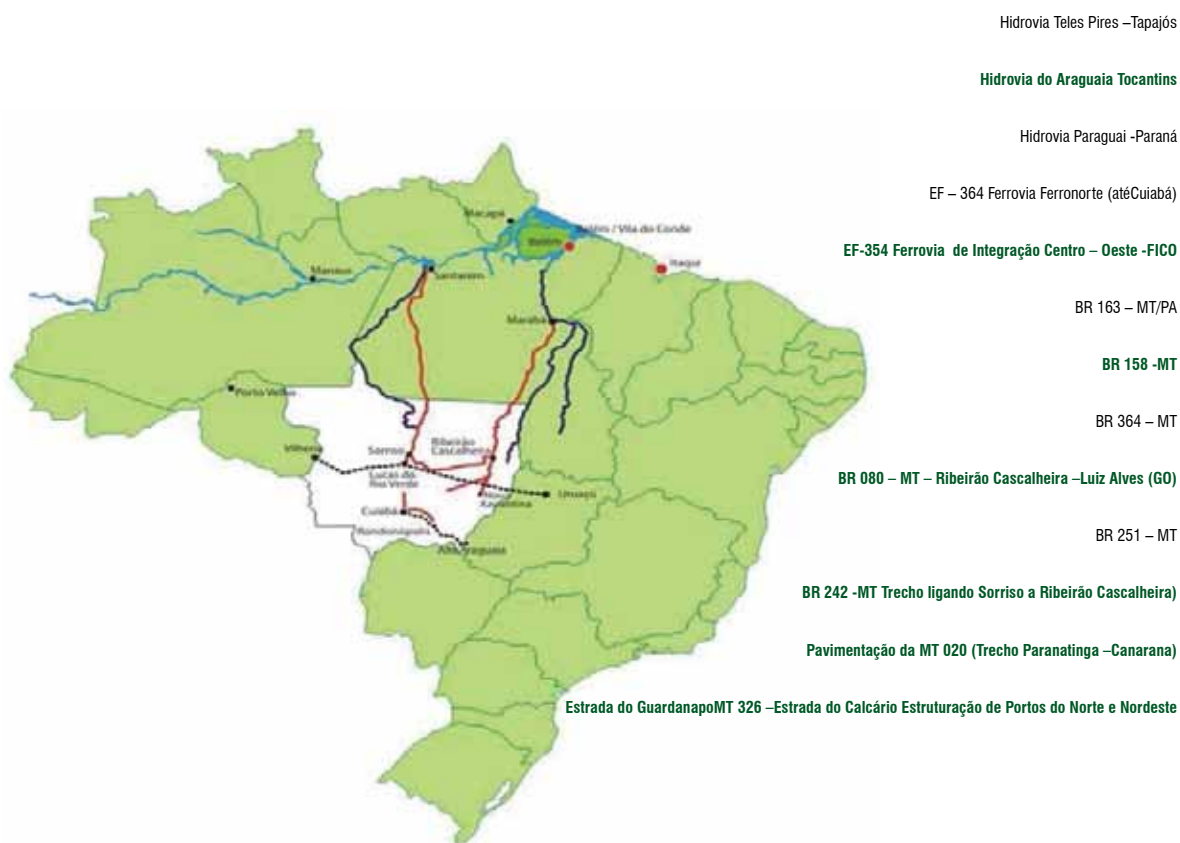 Hidrovia Teles Pires –Tapajós
Hidrovia do Araguaia Tocantins
Hidrovia Paraguai -Paraná
EF – 364 Ferrovia Ferronorte (atéCuiabá)
EF-354 Ferrovia de Integração Centro – Oeste -FICO
BR 163 – MT/PA
BR 158 -MT
BR 364 – MT
BR 080 – MT – Ribeirão Cascalheira –Luiz Alves (GO)
BR 251 – MT
BR 242 -MT Trecho ligando Sorriso a Ribeirão Cascalheira)
Pavimentação da MT 020 (Trecho Paranatinga –Canarana)
Estrada do GuardanapoMT 326 –Estrada do Calcário Estruturação de Portos do Norte e Nordeste
Macapá
Belém / Vila do Conde
Belém
Itaqui
Manaus
Santarém
Marabá
Porto Velho
Vilhena
Sorriso
Ribeirão
Cascalheira
Lucas do
Rio Verde
Nova
Xavantina
Uruaçu
Cuiabá
Rondonópolis
Alto Araguaia